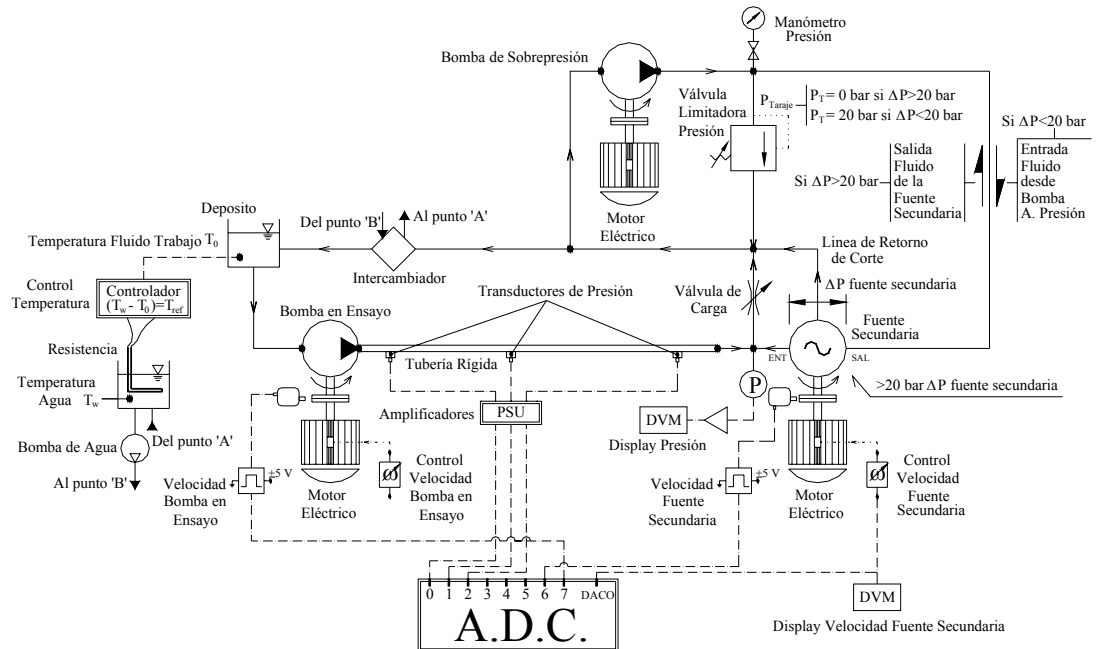 Manómetro
Presión
Bomba de Sobrepresión
Válvula
Limitadora
Presión
P_Taraje
P_T= 0 bar si ΔP>20 bar
P_T= 20 bar si ΔP<20 bar
Si ΔP<20 bar
Salida
Fluido
de la
Fuente
Secundaria
Entrada
Fluido
desde
Bomba
A. Presión
Si ΔP>20 bar
Motor
Eléctrico
Deposito
Del punto 'B'
Al punto 'A'
Temperatura Fluido Trabajo T_0
Intercambiador
Linea de Retorno
de Corte
Control
Temperatura
Controlador
(T_w - T_0)=T_ref
Transductores de Presión
Válvula de
Carga
ΔP fuente secundaria
Bomba en Ensayo
Fuente
Secundaria
Resistencia
Tubería Rígida
ENT
SAL
Temperatura
Agua T_w
P
>20 bar ΔP fuente secundaria
Amplificadores
PSU
DVM
Display Presión
Bomba de Agua
Del punto 'A'
Al punto 'B'
±5 V
Velocidad
Bomba en
Ensayo
Motor
Eléctrico
ω
Control
Velocidad
Bomba en
Ensayo
±5 V
Velocidad
Fuente
Secundaria
Motor
Eléctrico
ω
Control
Velocidad
Fuente
Secundaria
0 1 2 3 4 5 6 7 DACO
A.D.C.
DVM
Display Velocidad Fuente Secundaria